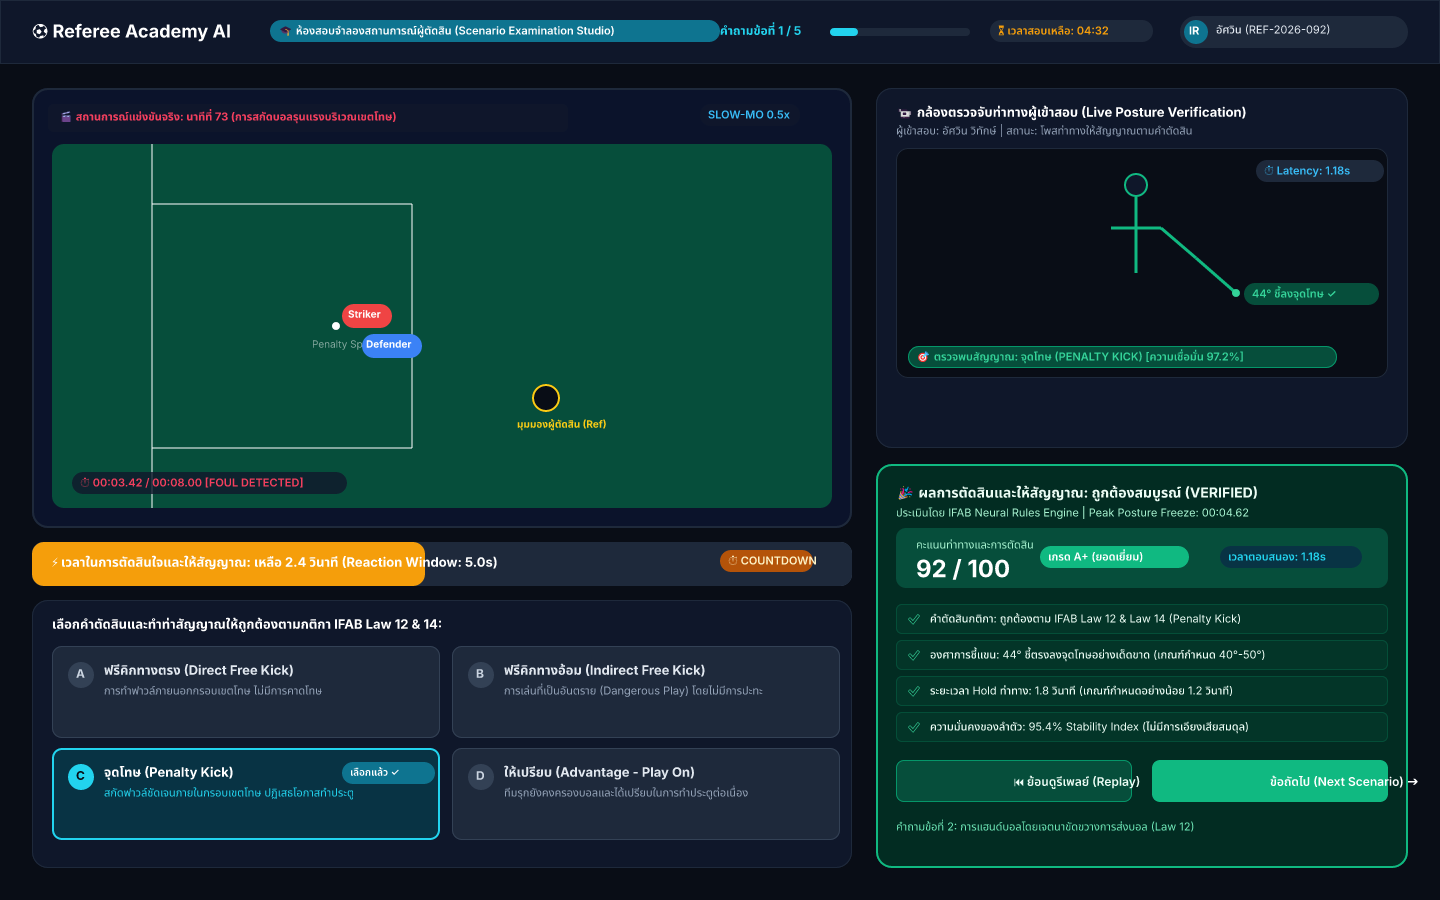 ⚽ Referee Academy AI
🎓 ห้องสอบจำลองสถานการณ์ผู้ตัดสิน (Scenario Examination Studio)
คำถามข้อที่ 1 / 5
⏳ เวลาสอบเหลือ: 04:32
IR
อัศวิน (REF-2026-092)
🎬 สถานการณ์แข่งขันจริง: นาทีที่ 73 (การสกัดบอลรุนแรงบริเวณเขตโทษ)
SLOW-MO 0.5x
Striker
Penalty Sp
Defender
มุมมองผู้ตัดสิน (Ref)
⏱ 00:03.42 / 00:08.00 [FOUL DETECTED]
⚡ เวลาในการตัดสินใจและให้สัญญาณ: เหลือ 2.4 วินาที (Reaction Window: 5.0s)
⏱ COUNTDOWN
เลือกคำตัดสินและทำท่าสัญญาณให้ถูกต้องตามกติกา IFAB Law 12 & 14:
A
ฟรีคิกทางตรง (Direct Free Kick)
การทำฟาวล์ภายนอกกรอบเขตโทษ ไม่มีการคาดโทษ
B
ฟรีคิกทางอ้อม (Indirect Free Kick)
การเล่นที่เป็นอันตราย (Dangerous Play) โดยไม่มีการปะทะ
C
จุดโทษ (Penalty Kick)
เลือกแล้ว ✓
สกัดฟาวล์ชัดเจนภายในกรอบเขตโทษ ปฏิเสธโอกาสทำประตู
D
ให้เปรียบ (Advantage - Play On)
ทีมรุกยังคงครองบอลและได้เปรียบในการทำประตูต่อเนื่อง
📹 กล้องตรวจจับท่าทางผู้เข้าสอบ (Live Posture Verification)
ผู้เข้าสอบ: อัศวิน วิทักษ์ | สถานะ: โพสท่าทางให้สัญญาณตามคำตัดสิน
⏱ Latency: 1.18s
44° ชี้ลงจุดโทษ ✓
🎯 ตรวจพบสัญญาณ: จุดโทษ (PENALTY KICK) [ความเชื่อมั่น 97.2%]
🎉 ผลการตัดสินและให้สัญญาณ: ถูกต้องสมบูรณ์ (VERIFIED)
ประเมินโดย IFAB Neural Rules Engine | Peak Posture Freeze: 00:04.62
คะแนนท่าทางและการตัดสิน
92 / 100
เกรด A+ (ยอดเยี่ยม)
เวลาตอบสนอง: 1.18s
✅ คำตัดสินกติกา: ถูกต้องตาม IFAB Law 12 & Law 14 (Penalty Kick)
✅ องศาการชี้แขน: 44° ชี้ตรงลงจุดโทษอย่างเด็ดขาด (เกณฑ์กำหนด 40°-50°)
✅ ระยะเวลา Hold ท่าทาง: 1.8 วินาที (เกณฑ์กำหนดอย่างน้อย 1.2 วินาที)
✅ ความมั่นคงของลำตัว: 95.4% Stability Index (ไม่มีการเอียงเสียสมดุล)
⏮ ย้อนดูรีเพลย์ (Replay)
ข้อถัดไป (Next Scenario) →
คำถามข้อที่ 2: การแฮนด์บอลโดยเจตนาขัดขวางการส่งบอล (Law 12)